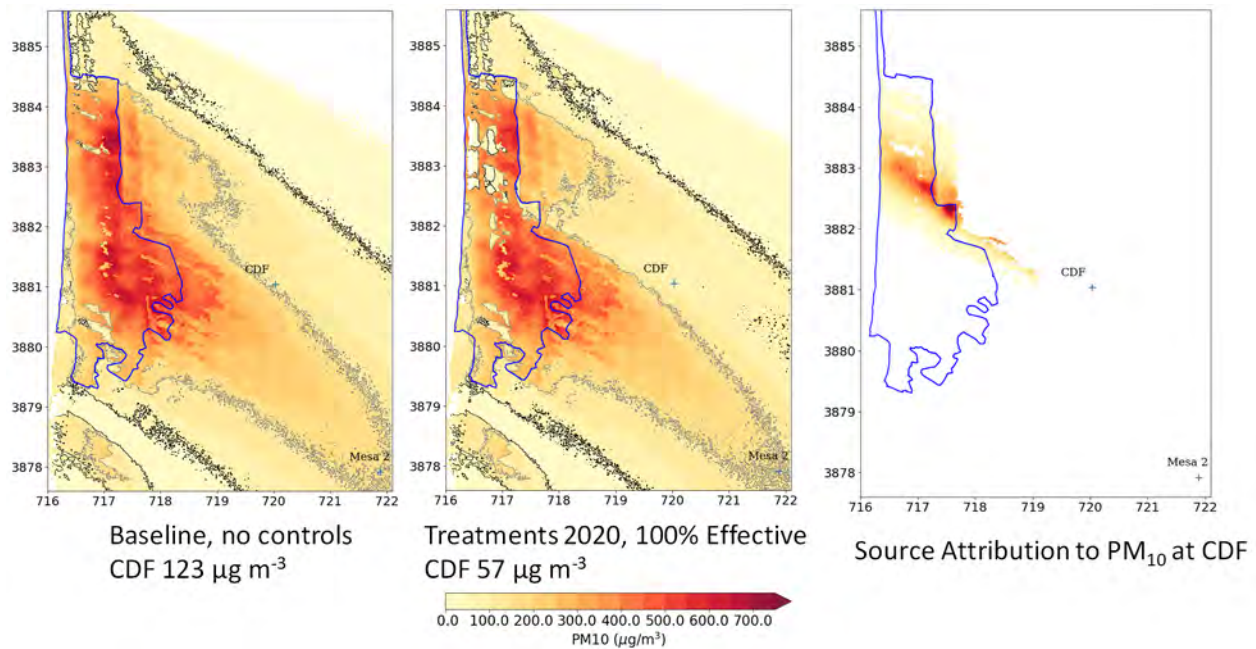 3885
3884
3883
3882
3881
3880
3879
3878
716 717 718 719 720 721 722
CDF
Mesa 2
3885
3884
3883
3882
3881
3880
3879
3878
716 717 718 719 720 721 722
CDF
Mesa 2
3885
3884
3883
3882
3881
3880
3879
3878
716 717 718 719 720 721 722
CDF
Mesa 2
Baseline, no controls
CDF 123 µg m⁻³
Treatments 2020, 100% Effective
CDF 57 µg m⁻³
Source Attribution to PM₁₀ at CDF
0.0 100.0 200.0 300.0 400.0 500.0 600.0 700.0
PM10 (µg/m³)